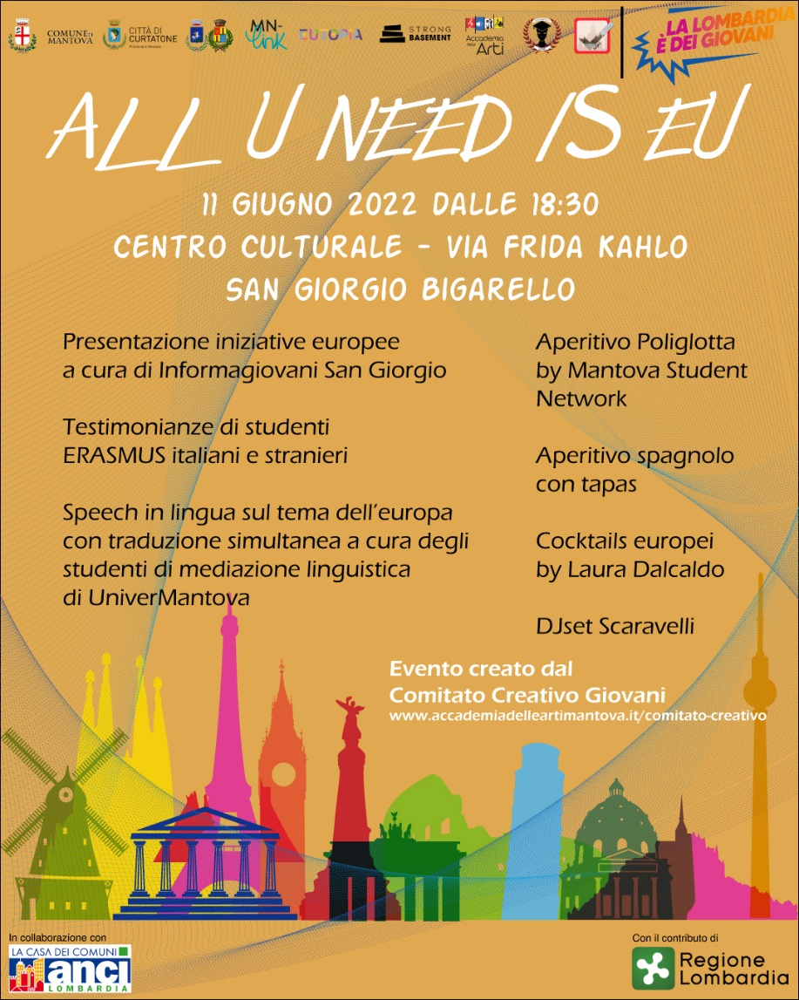 COMUNE DI
MANTOVA
CITTÀ DI
CURTATONE
MN-
Link
EUTOPIA
STRONG
BASEMENT
Accademia
delle
Arti
LA LOMBARDIA
È DEI GIOVANI
ALL U NEED IS EU
11 GIUGNO 2022 DALLE 18:30
CENTRO CULTURALE - VIA FRIDA KAHLO
SAN GIORGIO BIGARELLO
Presentazione iniziative europee
a cura di Informagiovani San Giorgio
Testimonianze di studenti
ERASMUS italiani e stranieri
Speech in lingua sul tema dell'europa
con traduzione simultanea a cura degli
studenti di mediazione linguistica
di UniverMantova
Aperitivo Poliglotta
by Mantova Student
Network
Aperitivo spagnolo
con tapas
Cocktails europei
by Laura Dalcaldo
DJset Scaravelli
Evento creato dal
Comitato Creativo Giovani
www.accademiadelleartimantova.it/comitato-creativo
In collaborazione con
LA CASA DEI COMUNI
anci
LOMBARDIA
Con il contributo di
Regione
Lombardia